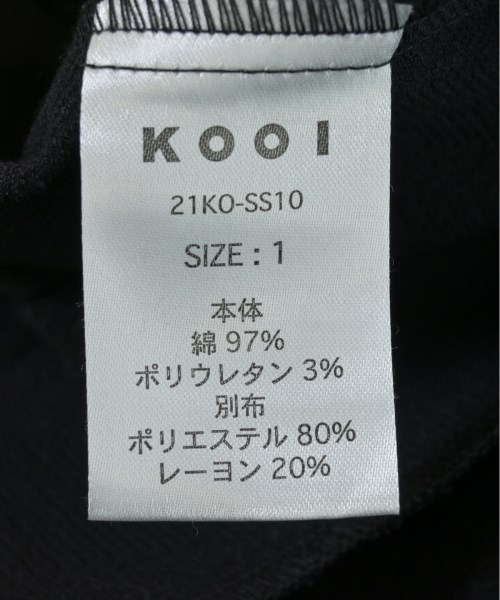 KOOI
21KO-SS10
SIZE : 1
本体
綿 97%
ポリウレタン 3%
別布
ポリエステル 80%
レーヨン 20%